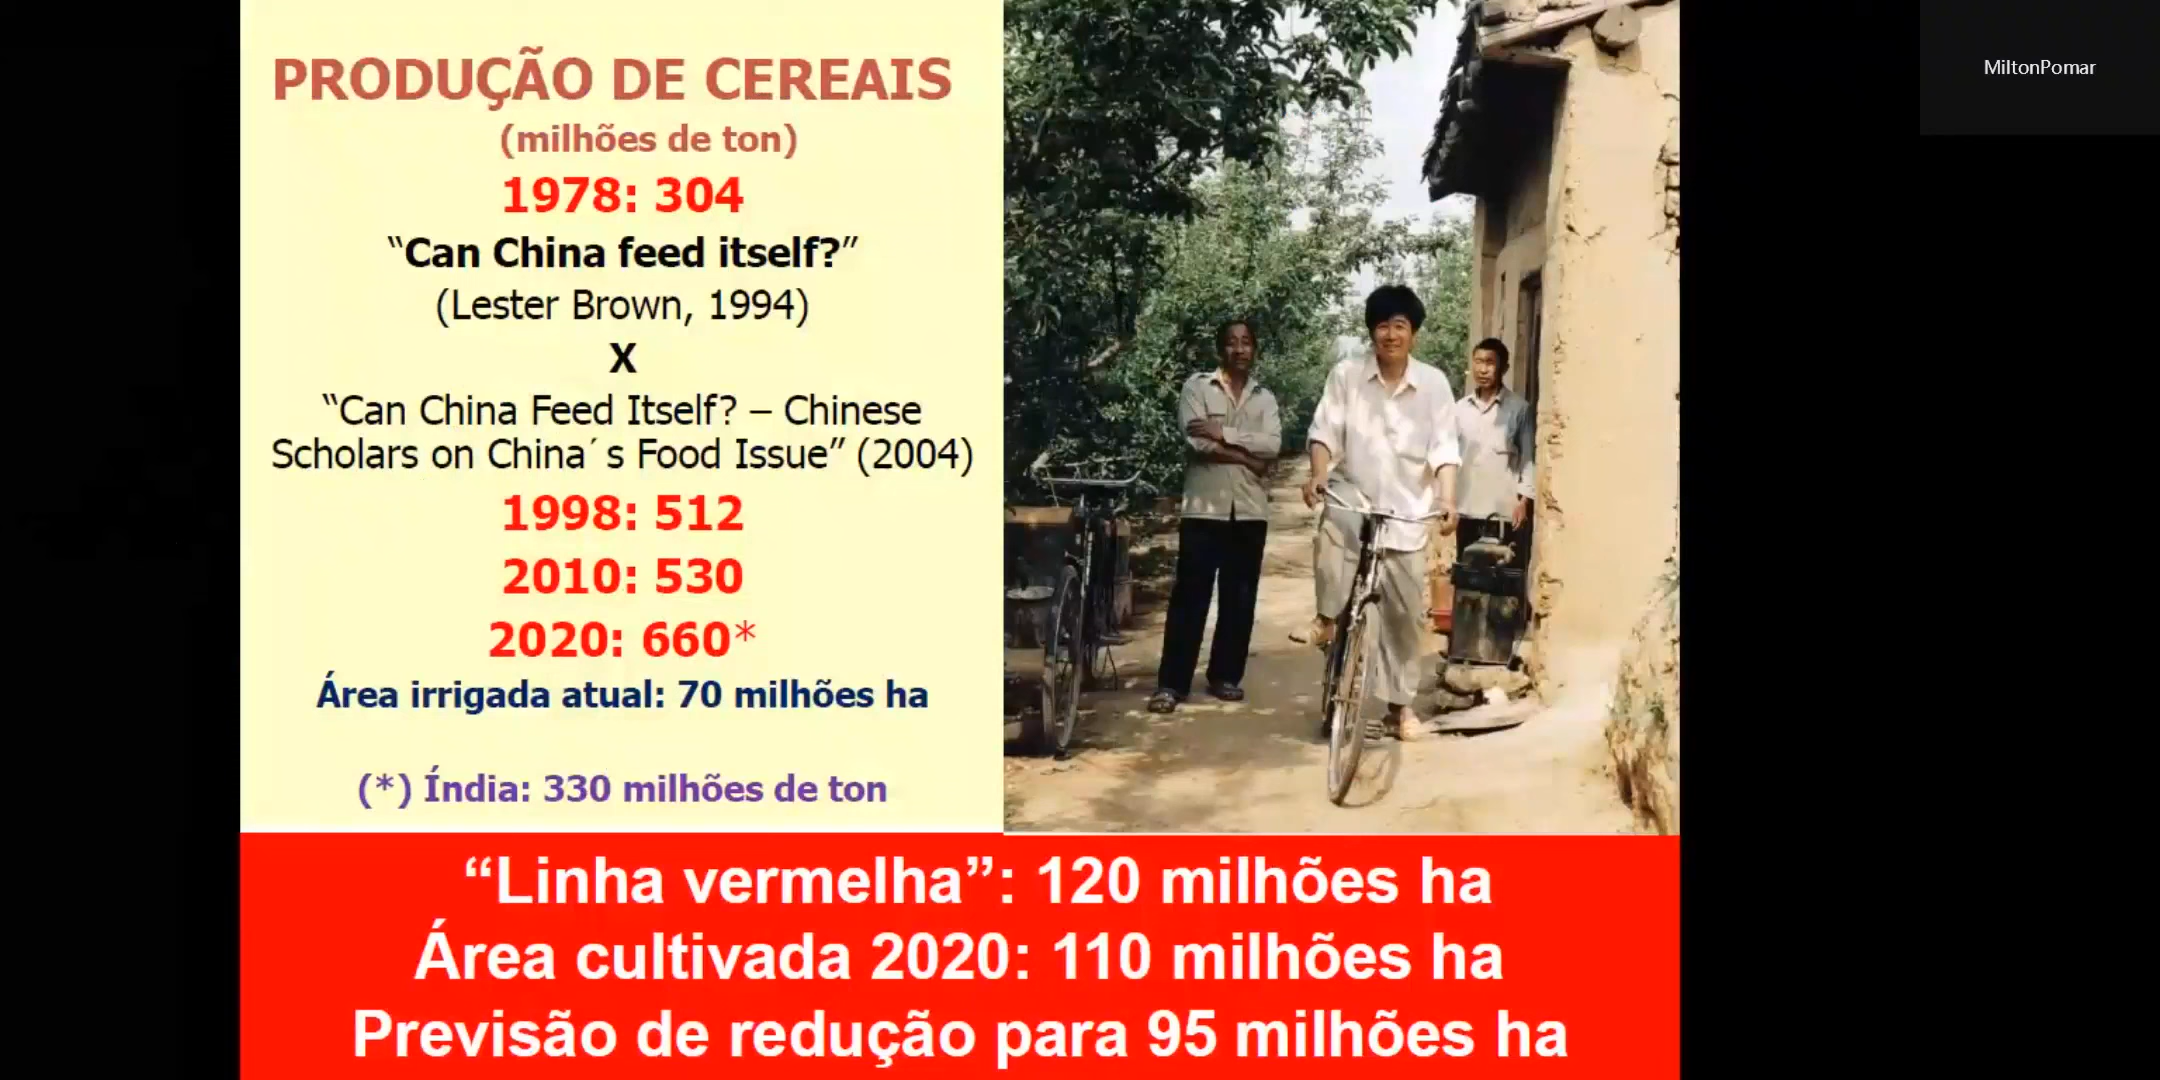 PRODUÇÃO DE CEREAIS
(milhões de ton)
1978: 304
“Can China feed itself?”
(Lester Brown, 1994)
X
“Can China Feed Itself? – Chinese
Scholars on China´s Food Issue” (2004)
1998: 512
2010: 530
2020: 660*
Área irrigada atual: 70 milhões ha
(*) Índia: 330 milhões de ton
“Linha vermelha”: 120 milhões ha
Área cultivada 2020: 110 milhões ha
Previsão de redução para 95 milhões ha
MiltonPomar